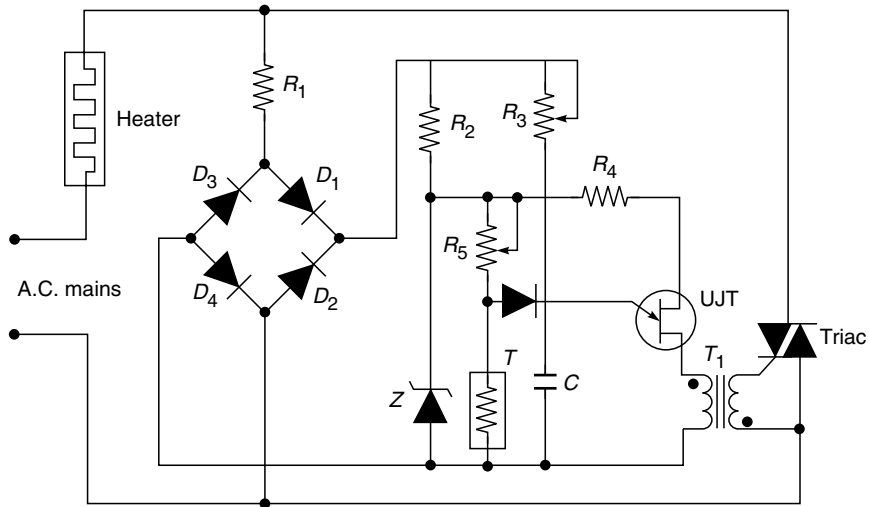 R1
Heater
R2
R3
D3
D1
R4
R5
A.C. mains
D4
D2
UJT
T
T1
Triac
Z
C